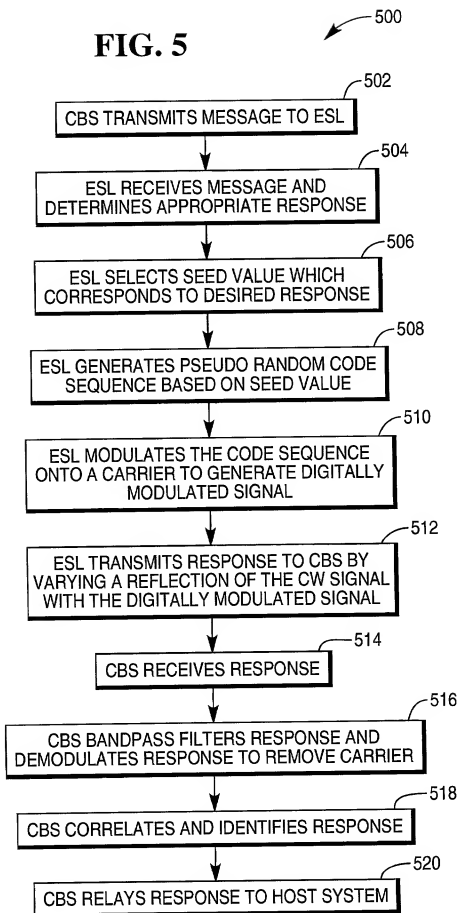 FIG. 5
500
502
CBS TRANSMITS MESSAGE TO ESL
504
ESL RECEIVES MESSAGE AND
DETERMINES APPROPRIATE RESPONSE
506
ESL SELECTS SEED VALUE WHICH
CORRESPONDS TO DESIRED RESPONSE
508
ESL GENERATES PSEUDO RANDOM CODE
SEQUENCE BASED ON SEED VALUE
510
ESL MODULATES THE CODE SEQUENCE
ONTO A CARRIER TO GENERATE DIGITALLY
MODULATED SIGNAL
512
ESL TRANSMITS RESPONSE TO CBS BY
VARYING A REFLECTION OF THE CW SIGNAL
WITH THE DIGITALLY MODULATED SIGNAL
514
CBS RECEIVES RESPONSE
516
CBS BANDPASS FILTERS RESPONSE AND
DEMODULATES RESPONSE TO REMOVE CARRIER
518
CBS CORRELATES AND IDENTIFIES RESPONSE
520
CBS RELAYS RESPONSE TO HOST SYSTEM